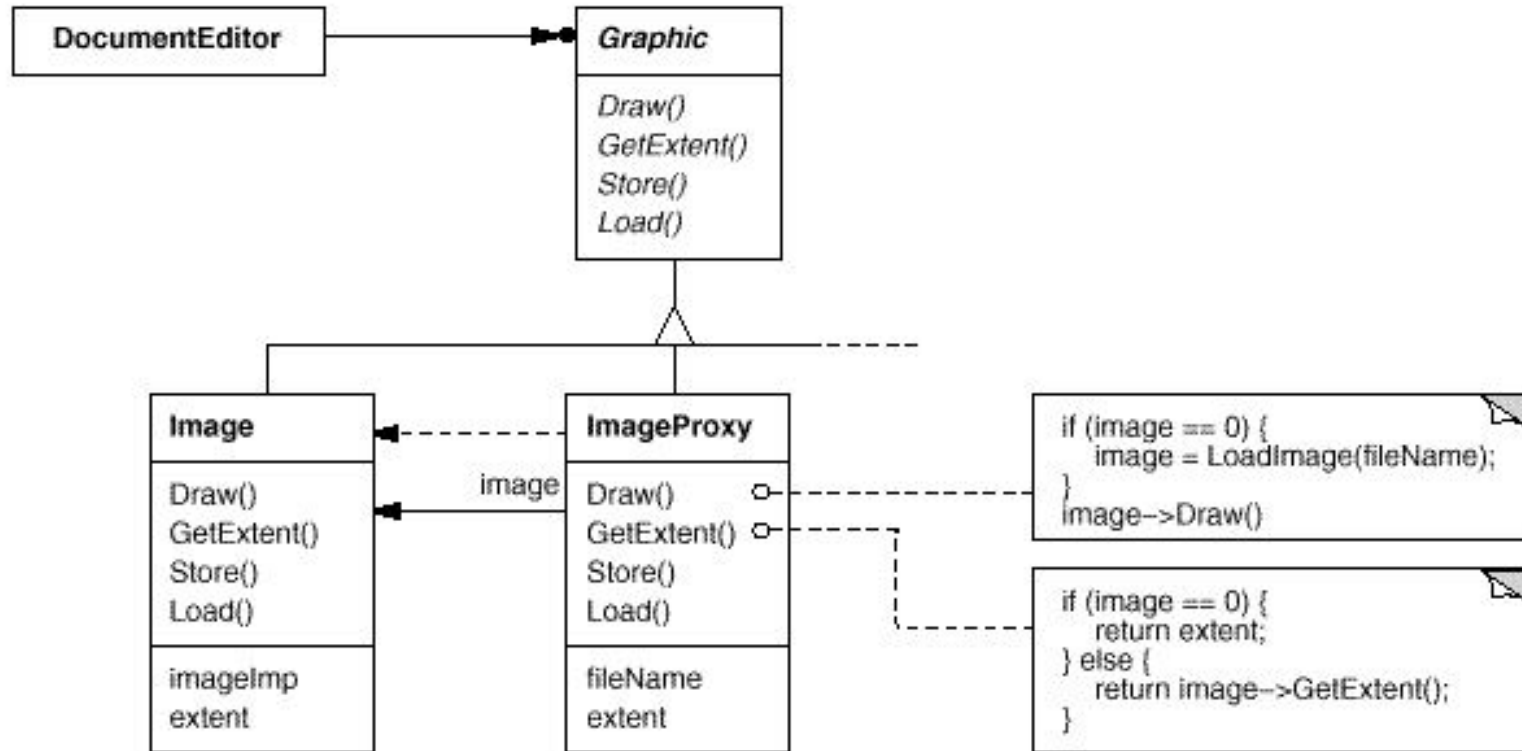 DocumentEditor
Graphic
Draw()
GetExtent()
Store()
Load()
Image
Draw()
GetExtent()
Store()
Load()
imageImp
extent
image
ImageProxy
Draw()
GetExtent()
Store()
Load()
fileName
extent
if (image == 0) {
image = LoadImage(fileName);
}
image->Draw()
if (image == 0) {
return extent;
} else {
return image->GetExtent();
}